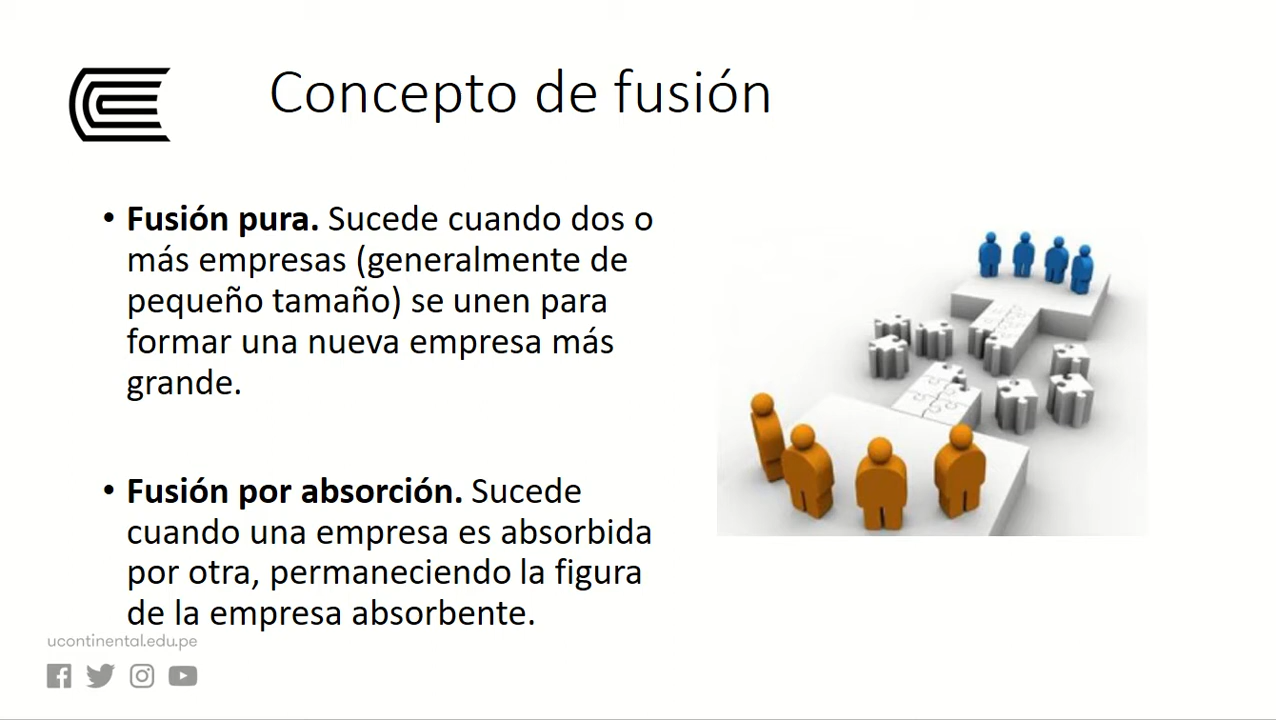 Concepto de fusión
• Fusión pura. Sucede cuando dos o
más empresas (generalmente de
pequeño tamaño) se unen para
formar una nueva empresa más
grande.
• Fusión por absorción. Sucede
cuando una empresa es absorbida
por otra, permaneciendo la figura
de la empresa absorbente.
ucontinental.edu.pe